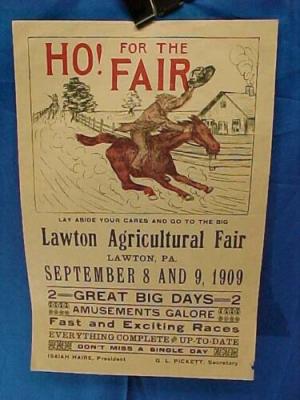 HO! FOR THE
FAIR
LAY ASIDE YOUR CARES AND GO TO THE BIG
Lawton Agricultural Fair
LAWTON, PA.
SEPTEMBER 8 AND 9, 1909
2—GREAT BIG DAYS—2
AMUSEMENTS GALORE
Fast and Exciting Races
EVERYTHING COMPLETE AND UP-TO-DATE
DON'T MISS A SINGLE DAY
ISAIAH HAIRE, President G. L. PICKETT, Secretary